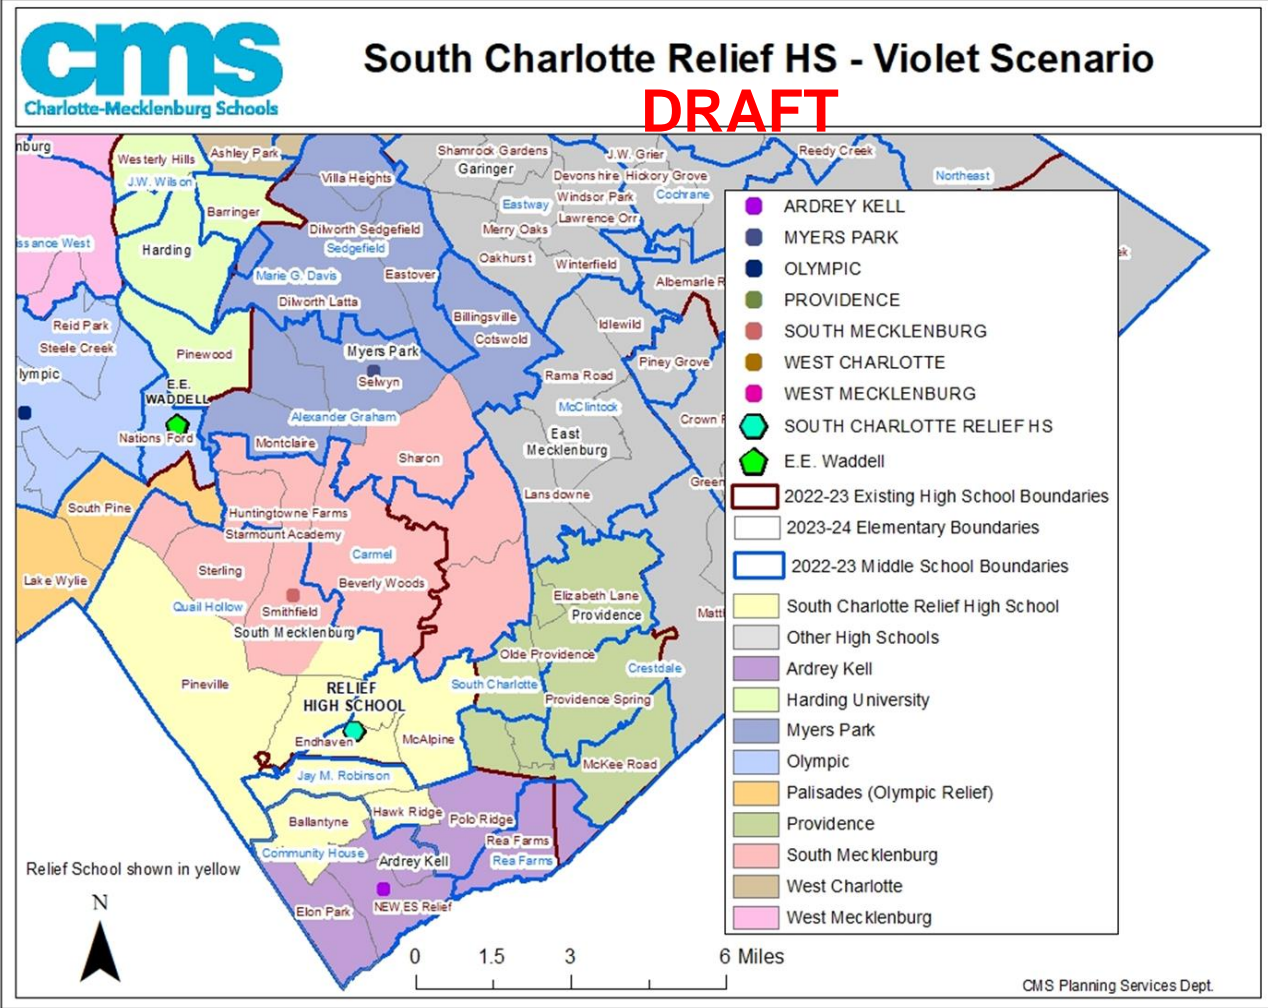 cms
Charlotte-Mecklenburg Schools
South Charlotte Relief HS - Violet Scenario
DRAFT
nburg
Westerly Hills
Ashley Park
Shamrock Gardens
Garinger
J.W. Grier
Reedy Creek
J.W. Wilson
Villa Heights
Devonshire
Hickory Grove
Northeast
Windsor Park
Cochrane
Eastway
Barringer
Lawrence Orr
Dilworth Sedgefield
Merry Oaks
issance West
Harding
Sedgefield
ek
Oakhurst
Winterfield
Marie G. Davis
Eastover
Albemarle R
Dilworth Latta
Reid Park
Billingsville
Idlewild
Steele Creek
Pinewood
Myers Park
Cotswold
Piney Grove
lympic
Selwyn
Rama Road
E.E.
WADDELL
McClintock
Alexander Graham
Crown
Nations Ford
Montclaire
East
Mecklenburg
Sharon
Green
Lansdowne
South Pine
Huntingtowne Farms
Starmount Academy
Carmel
Lake Wylie
Sterling
Beverly Woods
Elizabeth Lane
Quail Hollow
Smithfield
Providence
Matt
South Mecklenburg
Olde Providence
Crestdale
Pineville
RELIEF
HIGH SCHOOL
South Charlotte
Providence Spring
Endhaven
McAlpine
McKee Road
Jay M. Robinson
Ballantyne
Hawk Ridge
Polo Ridge
Rea Farms
Community House
Ardrey Kell
Rea Farms
Elon Park
NEW ES Relief
ARDREY KELL
MYERS PARK
OLYMPIC
PROVIDENCE
SOUTH MECKLENBURG
WEST CHARLOTTE
WEST MECKLENBURG
SOUTH CHARLOTTE RELIEF HS
E.E. Waddell
2022-23 Existing High School Boundaries
2023-24 Elementary Boundaries
2022-23 Middle School Boundaries
South Charlotte Relief High School
Other High Schools
Ardrey Kell
Harding University
Myers Park
Olympic
Palisades (Olympic Relief)
Providence
South Mecklenburg
West Charlotte
West Mecklenburg
Relief School shown in yellow
N
0 1.5 3 6 Miles
CMS Planning Services Dept.